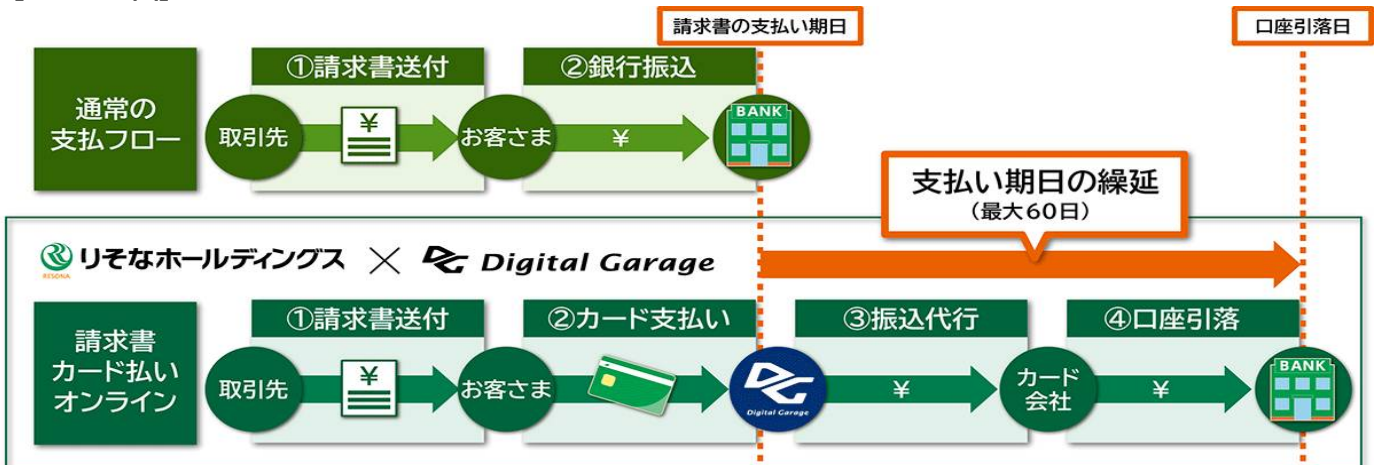 請求書の支払い期日
口座引落日
通常の
支払フロー
①請求書送付
②銀行振込
取引先
¥
お客さま
¥
BANK
支払い期日の繰延
(最大60日)
RESONA
りそなホールディングス × DG Digital Garage
請求書
カード払い
オンライン
①請求書送付
②カード支払い
③振込代行
④口座引落
取引先
¥
お客さま
DG
Digital Garage
¥
カード
会社
¥
BANK